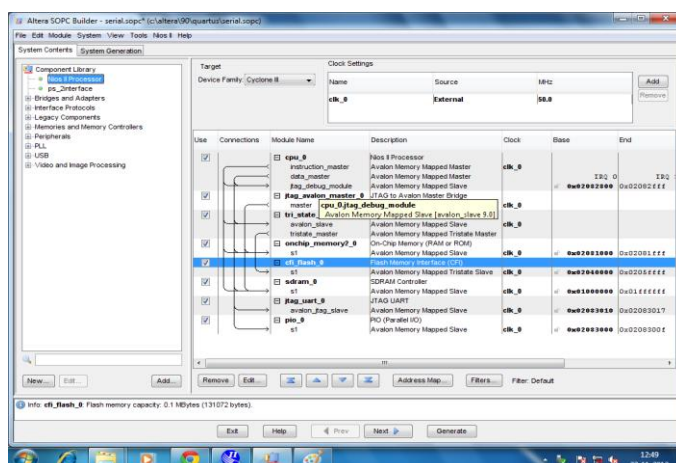 Altera SOPC Builder - serial.sopc* (c:\altera\90\quartus\serial.sopc)
File Edit Module System View Tools Nios II Help
System Contents System Generation
Component Library
Nios II Processor
ps_2interface
Bridges and Adapters
Interface Protocols
Legacy Components
Memories and Memory Controllers
Peripherals
PLL
USB
Video and Image Processing
New... Edit... Add...
Target
Device Family: Cyclone III
Clock Settings
Name Source MHz
clk_0 External 50.0
Add
Remove
Use Connections Module Name Description Clock Base End
cpu_0 Nios II Processor
instruction_master Avalon Memory Mapped Master clk_0
data_master Avalon Memory Mapped Master IRQ 0 IRQ
jtag_debug_module Avalon Memory Mapped Slave 0x02082800 0x02082fff
jtag_avalon_master_0 JTAG to Avalon Master Bridge
master clk_0
cpu_0.jtag_debug_module
Avalon Memory Mapped Slave [avalon_slave 9.0]
tri_state_
avalon_slave clk_0
tristate_master Avalon Memory Mapped Tristate Master
onchip_memory2_0 On-Chip Memory (RAM or ROM)
s1 Avalon Memory Mapped Slave clk_0 0x02081000 0x02081fff
cfi_flash_0 Flash Memory Interface (CFI)
s1 Avalon Memory Mapped Tristate Slave clk_0 0x02040000 0x0205ffff
sdram_0 SDRAM Controller
s1 Avalon Memory Mapped Slave clk_0 0x01000000 0x01ffffff
jtag_uart_0 JTAG UART
avalon_jtag_slave Avalon Memory Mapped Slave clk_0 0x02083010 0x02083017
pio_0 PIO (Parallel I/O)
s1 Avalon Memory Mapped Slave clk_0 0x02083000 0x0208300f
Remove Edit... Address Map... Filters... Filter: Default
Info: cfi_flash_0: Flash memory capacity: 0.1 MBytes (131072 bytes).
Exit Help Prev Next Generate
12:49